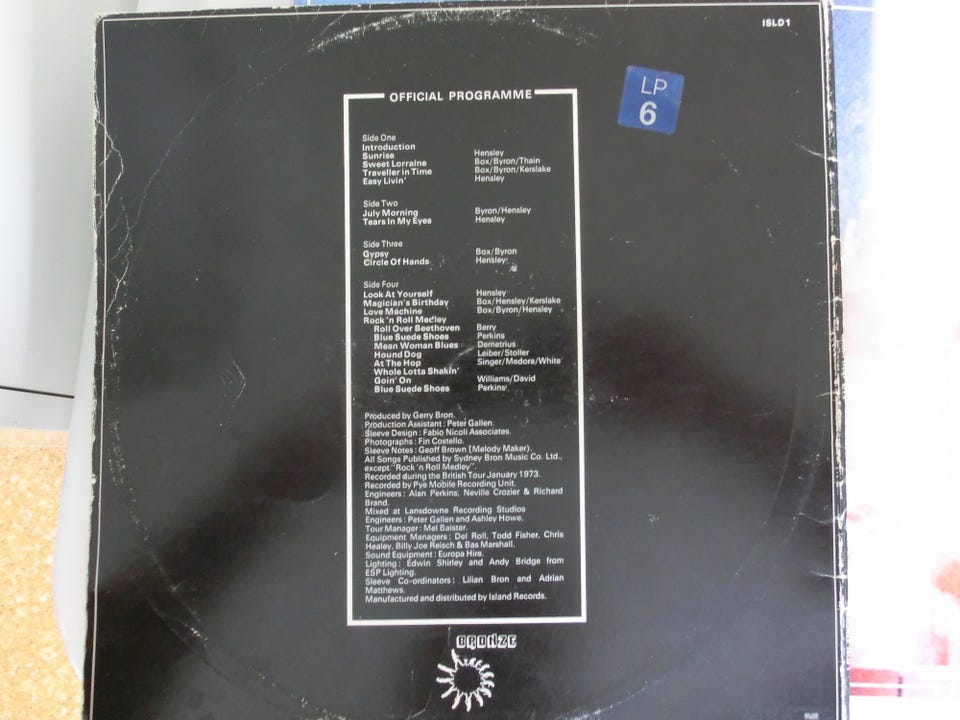 ISLD1
LP
6
OFFICIAL PROGRAMME
Side One
Introduction
Sunrise Hensley
Sweet Lorraine Box/Byron/Thain
Traveller in Time Box/Byron/Kerslake
Easy Livin' Hensley
Side Two
July Morning Byron/Hensley
Tears In My Eyes Hensley
Side Three
Gypsy Box/Byron
Circle Of Hands Hensley
Side Four
Look At Yourself Hensley
Magician's Birthday Box/Hensley/Kerslake
Love Machine Box/Byron/Hensley
Rock 'n Roll Medley
Roll Over Beethoven Berry
Blue Suede Shoes Perkins
Mean Woman Blues Demetrius
Hound Dog Leiber/Stoller
At The Hop Singer/Medora/White
Whole Lotta Shakin'
Goin' On Williams/David
Blue Suede Shoes Perkins
Produced by Gerry Bron.
Production Assistant : Peter Gallen.
Sleeve Design : Fabio Nicoli Associates.
Photographs : Fin Costello.
Sleeve Notes : Geoff Brown (Melody Maker).
All Songs Published by Sydney Bron Music Co. Ltd.,
except "Rock 'n Roll Medley".
Recorded during the British Tour January 1973.
Recorded by Pye Mobile Recording Unit.
Engineers : Alan Perkins, Neville Crozier & Richard
Brand.
Mixed at Lansdowne Recording Studios
Engineers : Peter Gallen and Ashley Howe.
Tour Manager : Mel Baister.
Equipment Managers : Del Roll, Todd Fisher, Chris
Healey, Billy Joe Reisch & Bas Marshall.
Sound Equipment : Europa Hire.
Lighting : Edwin Shirley and Andy Bridge from
ESP Lighting.
Sleeve Co-ordinators : Lilian Bron and Adrian
Matthews.
Manufactured and distributed by Island Records.
BRONZE